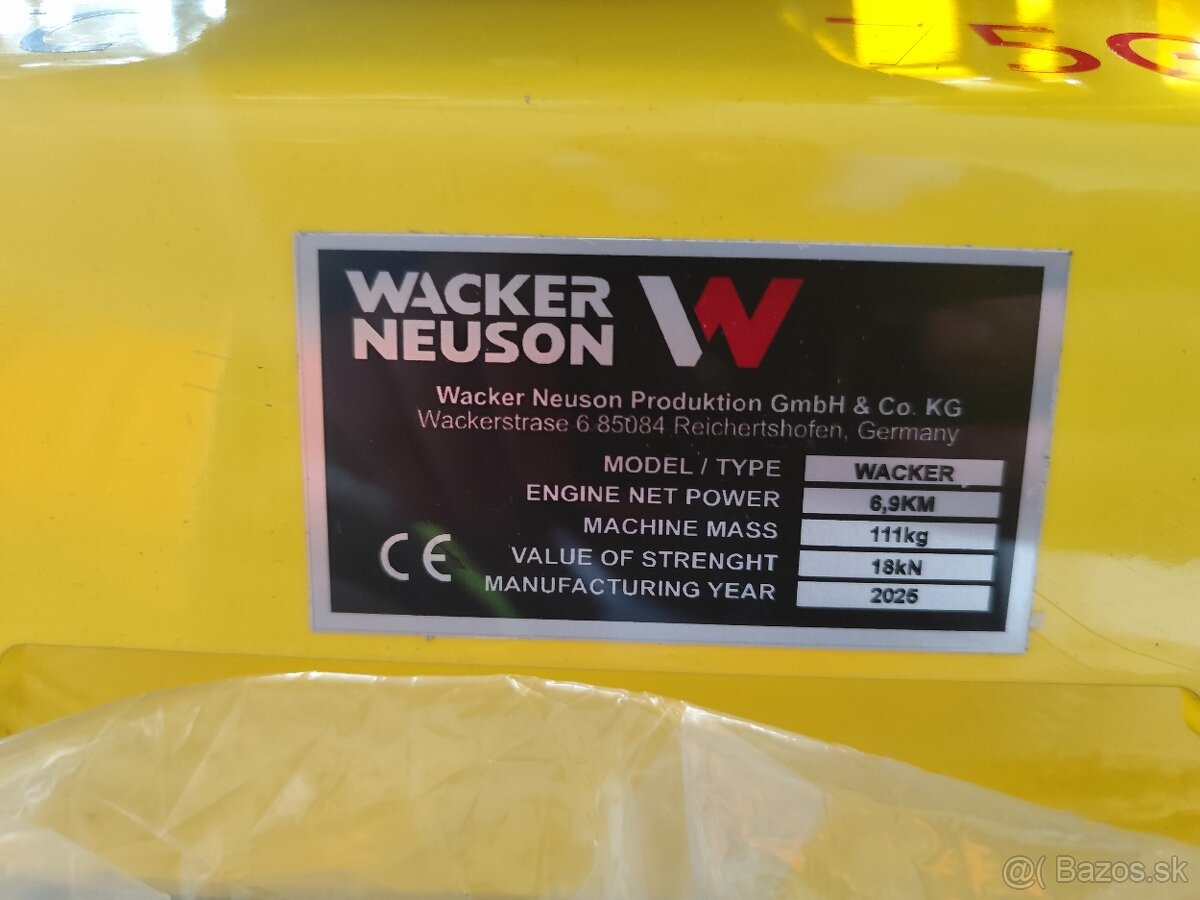 75G
WACKER
NEUSON
Wacker Neuson Produktion GmbH & Co. KG
Wackerstrase 6 85084 Reichertshofen, Germany
MODEL / TYPE WACKER
ENGINE NET POWER 6,9KM
MACHINE MASS 111kg
VALUE OF STRENGHT 18kN
MANUFACTURING YEAR 2025
CE
@( Bazos.sk